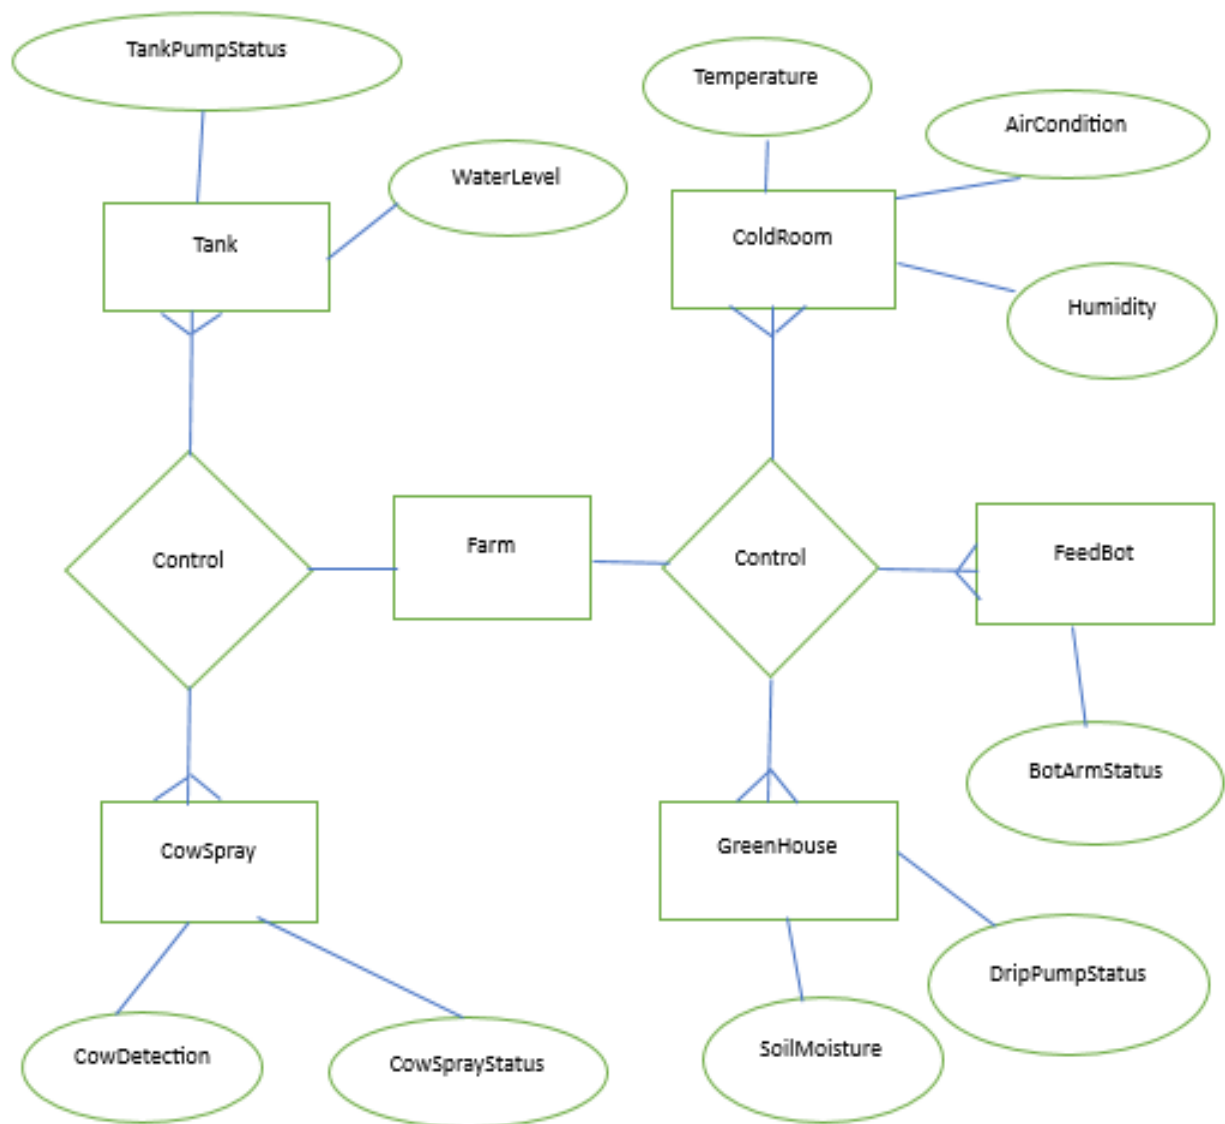 TankPumpStatus
Temperature
AirCondition
WaterLevel
Tank
ColdRoom
Humidity
Control
Farm
Control
FeedBot
BotArmStatus
CowSpray
GreenHouse
DripPumpStatus
CowDetection
CowSprayStatus
SoilMoisture